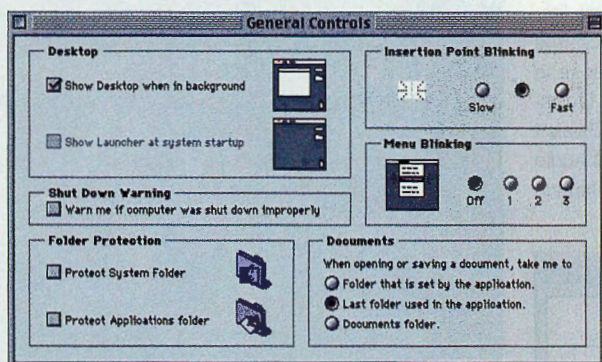 General Controls
Desktop
Show Desktop when in background
Show Launcher at system startup
Shut Down Warning
Warn me if computer was shut down improperly
Folder Protection
Protect System Folder
Protect Applications folder
Insertion Point Blinking
Slow
Fast
Menu Blinking
Off 1 2 3
Documents
When opening or saving a document, take me to
Folder that is set by the application.
Last folder used in the application.
Documents folder.